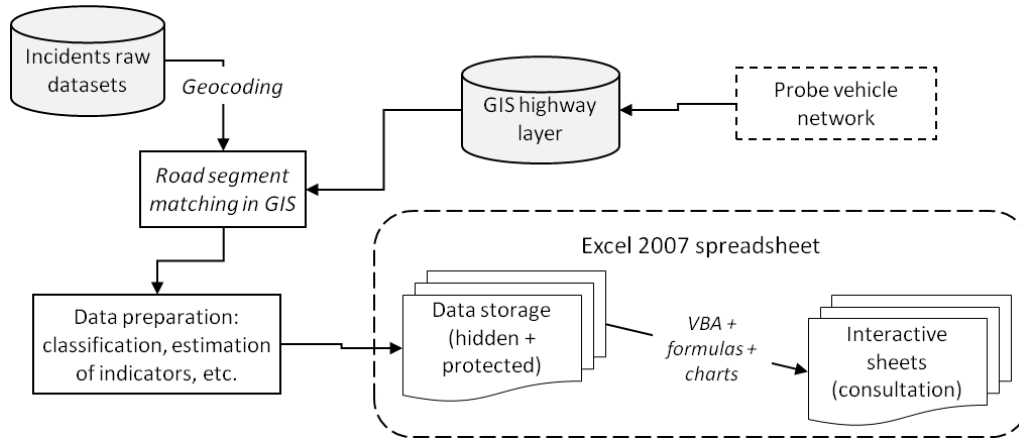 Incidents raw
datasets
Geocoding
GIS highway
layer
Probe vehicle
network
Road segment
matching in GIS
Excel 2007 spreadsheet
Data preparation:
classification, estimation
of indicators, etc.
Data storage
(hidden +
protected)
VBA +
formulas +
charts
Interactive
sheets
(consultation)